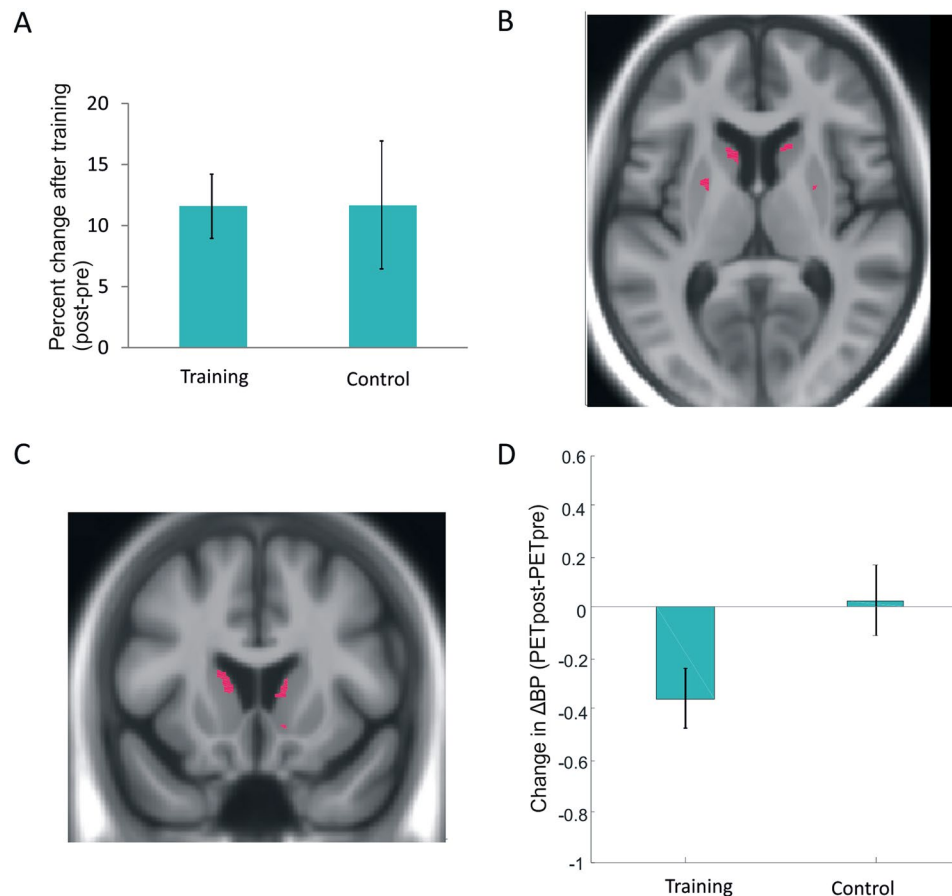 A
Percent change after training
(post-pre)
20
15
10
5
0
Training
Control
B
C
D
Change in ΔBP (PETpost-PETpre)
0.6
0.4
0.2
0
-0.2
-0.4
-0.6
-0.8
-1
Training
Control